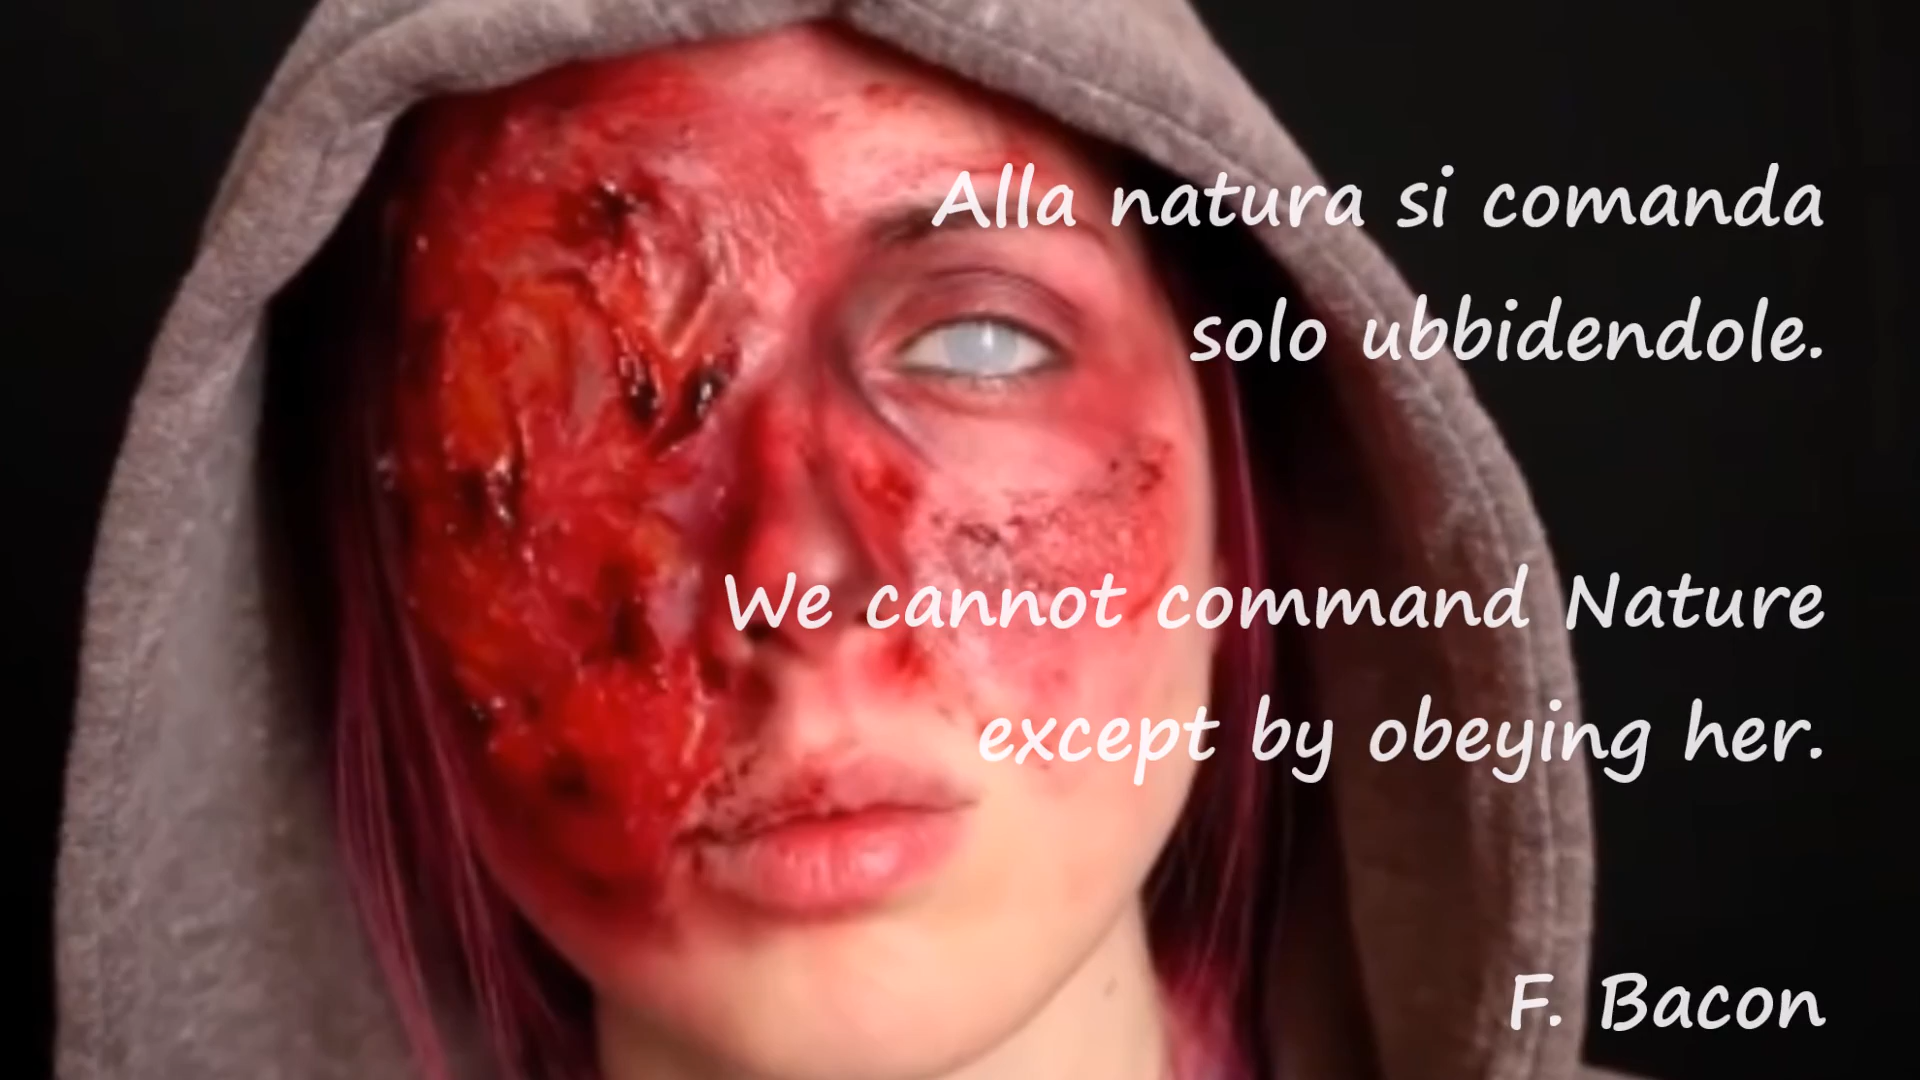 Alla natura si comanda
solo ubbidendole.
We cannot command Nature
except by obeying her.
F. Bacon